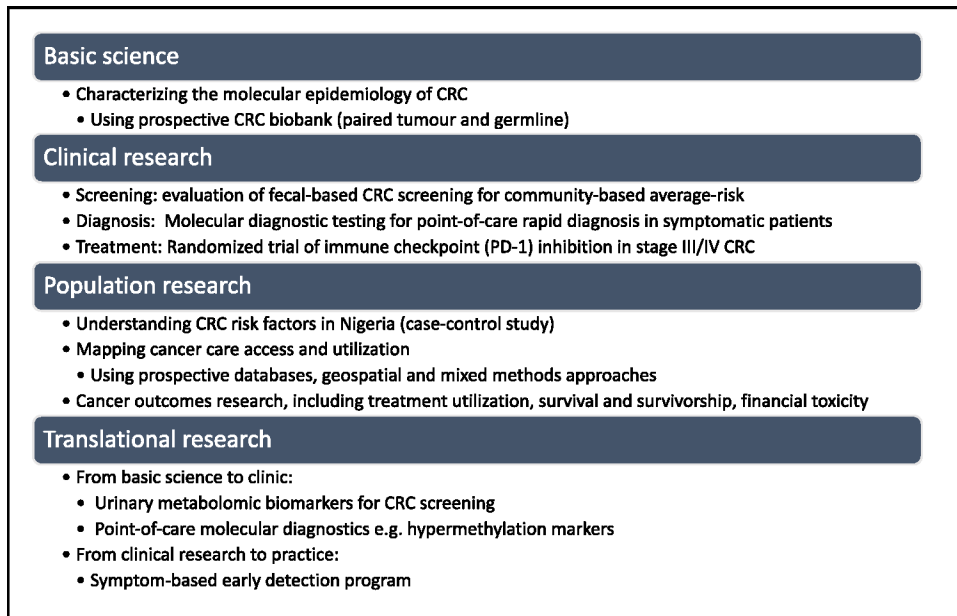 Basic science
• Characterizing the molecular epidemiology of CRC
• Using prospective CRC biobank (paired tumour and germline)
Clinical research
• Screening: evaluation of fecal-based CRC screening for community-based average-risk
• Diagnosis: Molecular diagnostic testing for point-of-care rapid diagnosis in symptomatic patients
• Treatment: Randomized trial of immune checkpoint (PD-1) inhibition in stage III/IV CRC
Population research
• Understanding CRC risk factors in Nigeria (case-control study)
• Mapping cancer care access and utilization
• Using prospective databases, geospatial and mixed methods approaches
• Cancer outcomes research, including treatment utilization, survival and survivorship, financial toxicity
Translational research
• From basic science to clinic:
• Urinary metabolomic biomarkers for CRC screening
• Point-of-care molecular diagnostics e.g. hypermethylation markers
• From clinical research to practice:
• Symptom-based early detection program